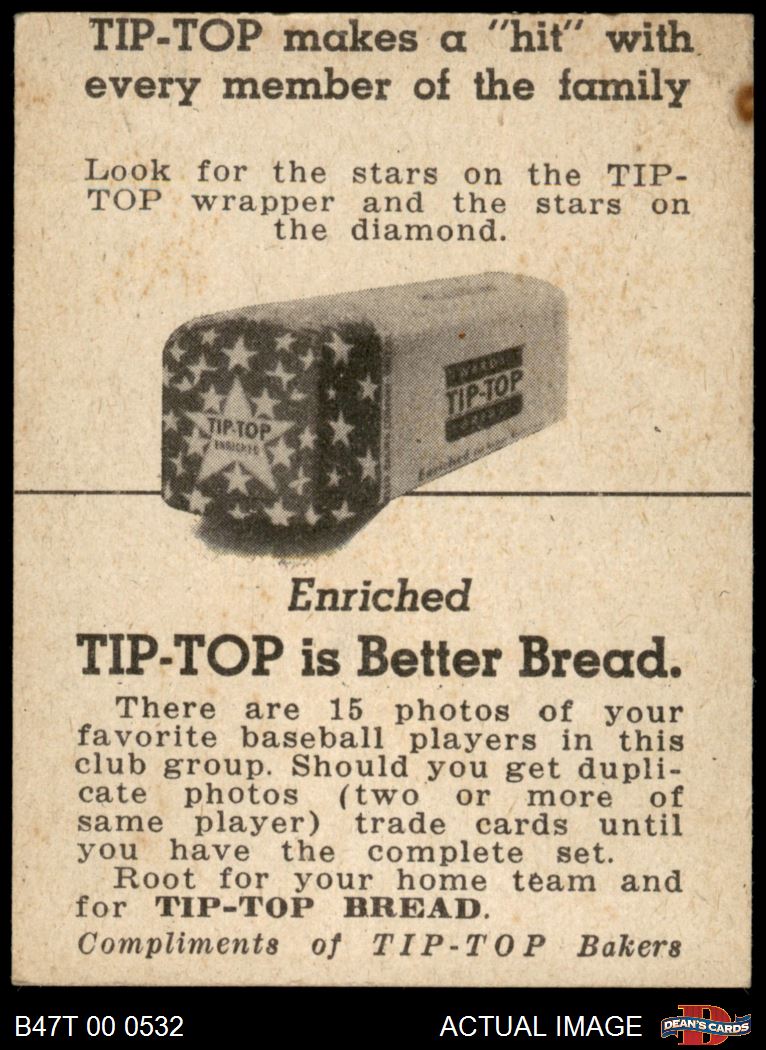 TIP-TOP makes a "hit" with
every member of the family
Look for the stars on the TIP-
TOP wrapper and the stars on
the diamond.
TIP-TOP
ENRICHED
WARD'S
TIP-TOP
BREAD
Enriched
Enriched
TIP-TOP is Better Bread.
There are 15 photos of your
favorite baseball players in this
club group. Should you get dupli-
cate photos (two or more of
same player) trade cards until
you have the complete set.
Root for your home team and
for TIP-TOP BREAD.
Compliments of TIP-TOP Bakers
B47T 00 0532
ACTUAL IMAGE
DEAN'S CARDS